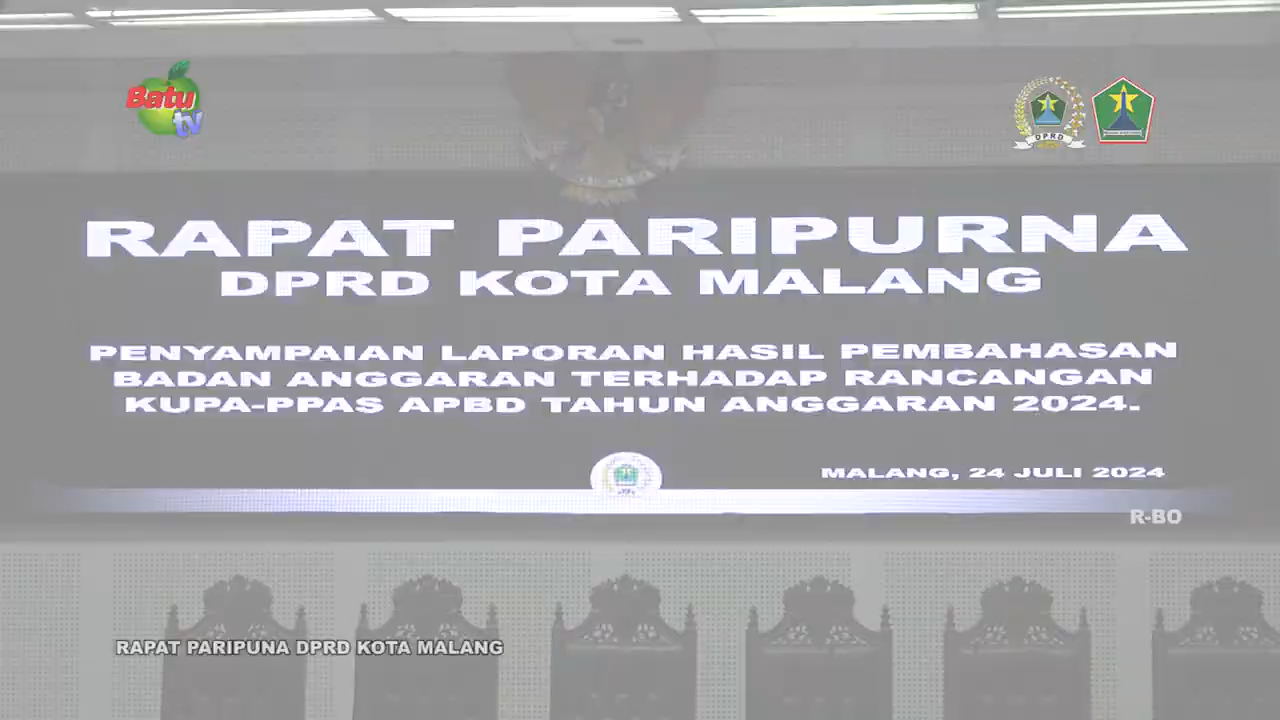 Batu
tv
DPRD
RAPAT PARIPURNA
DPRD KOTA MALANG
PENYAMPAIAN LAPORAN HASIL PEMBAHASAN
BADAN ANGGARAN TERHADAP RANCANGAN
KUPA-PPAS APBD TAHUN ANGGARAN 2024.
MALANG, 24 JULI 2024
R-BO
RAPAT PARIPUNA DPRD KOTA MALANG